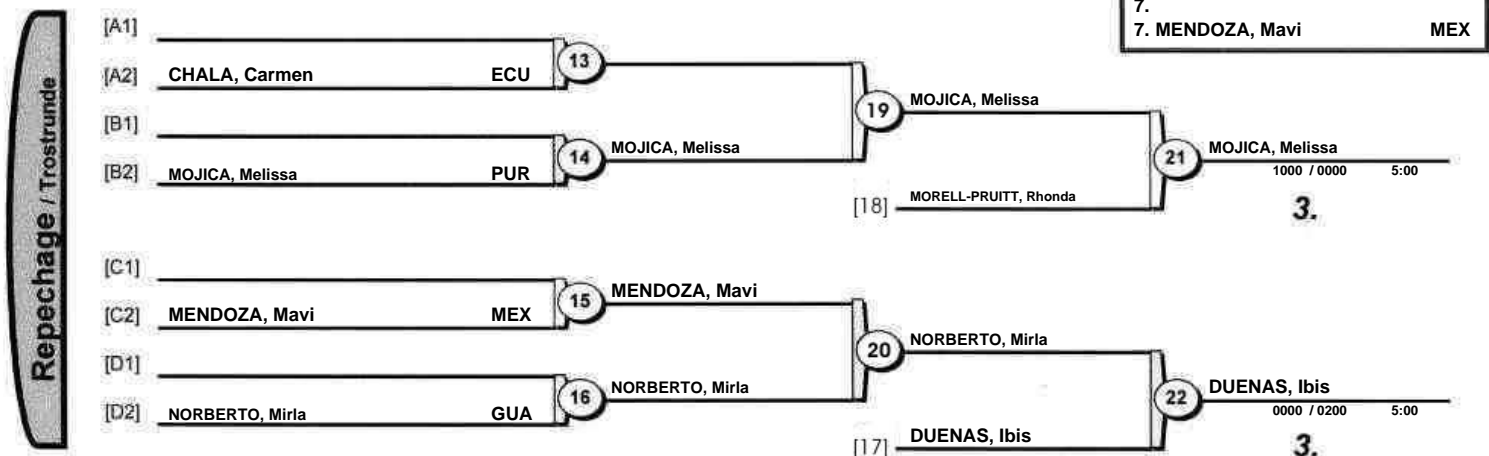 7.
7. MENDOZA, Mavi MEX
Repechage / Trostrunde
[A1]
[A2] CHALA, Carmen ECU
13
[B1]
[B2] MOJICA, Melissa PUR
14
MOJICA, Melissa
19
MOJICA, Melissa
[18] MORELL-PRUITT, Rhonda
21
MOJICA, Melissa
1000 / 0000 5:00
3.
[C1]
[C2] MENDOZA, Mavi MEX
15
MENDOZA, Mavi
[D1]
[D2] NORBERTO, Mirla GUA
16
NORBERTO, Mirla
20
NORBERTO, Mirla
[17] DUENAS, Ibis
22
DUENAS, Ibis
0000 / 0200 5:00
3.